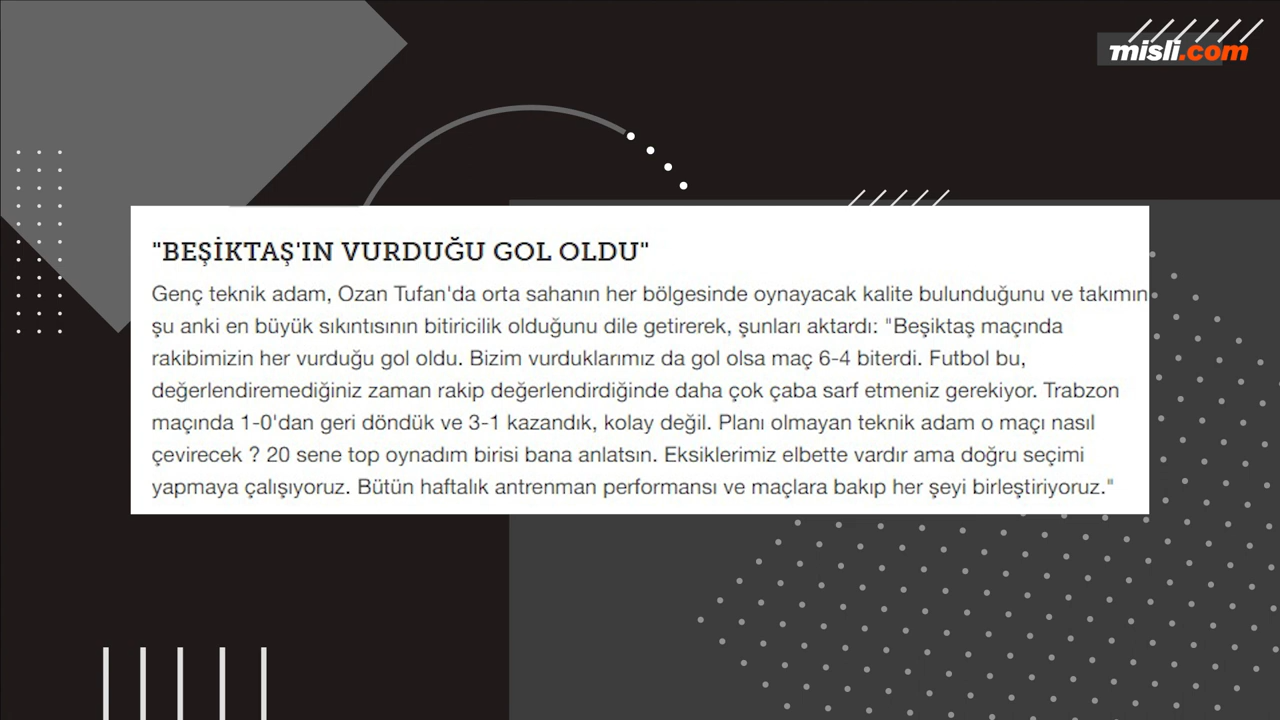 misli.com
"BEŞİKTAŞ'IN VURDUĞU GOL OLDU"
Genç teknik adam, Ozan Tufan'da orta sahanın her bölgesinde oynayacak kalite bulunduğunu ve takımın
şu anki en büyük sıkıntısının bitiricilik olduğunu dile getirerek, şunları aktardı: "Beşiktaş maçında
rakibimizin her vurduğu gol oldu. Bizim vurduklarımız da gol olsa maç 6-4 biterdi. Futbol bu,
değerlendiremediğiniz zaman rakip değerlendirdiğinde daha çok çaba sarf etmeniz gerekiyor. Trabzon
maçında 1-0'dan geri döndük ve 3-1 kazandık, kolay değil. Planı olmayan teknik adam o maçı nasıl
çevirecek ? 20 sene top oynadım birisi bana anlatsın. Eksiklerimiz elbette vardır ama doğru seçimi
yapmaya çalışıyoruz. Bütün haftalık antrenman performansı ve maçlara bakıp her şeyi birleştiriyoruz."